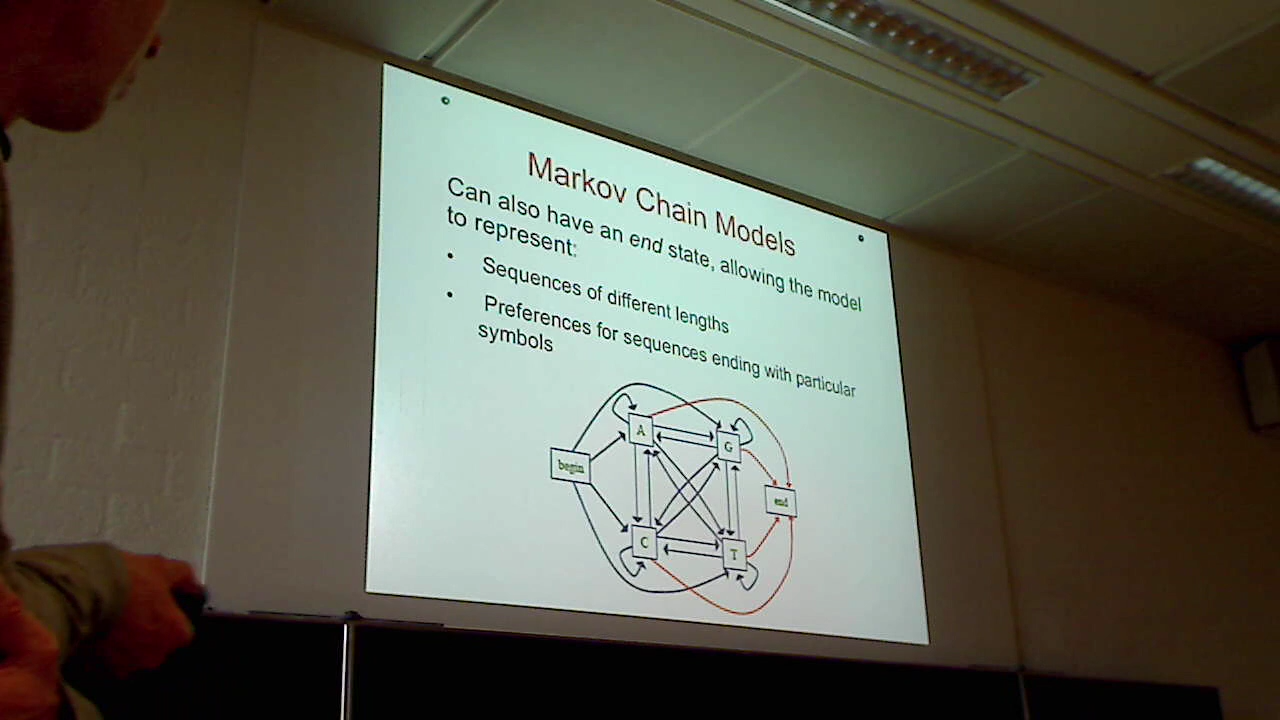 Markov Chain Models
Can also have an end state, allowing the model
to represent:
• Sequences of different lengths
• Preferences for sequences ending with particular
symbols
A
G
begin
end
C
T